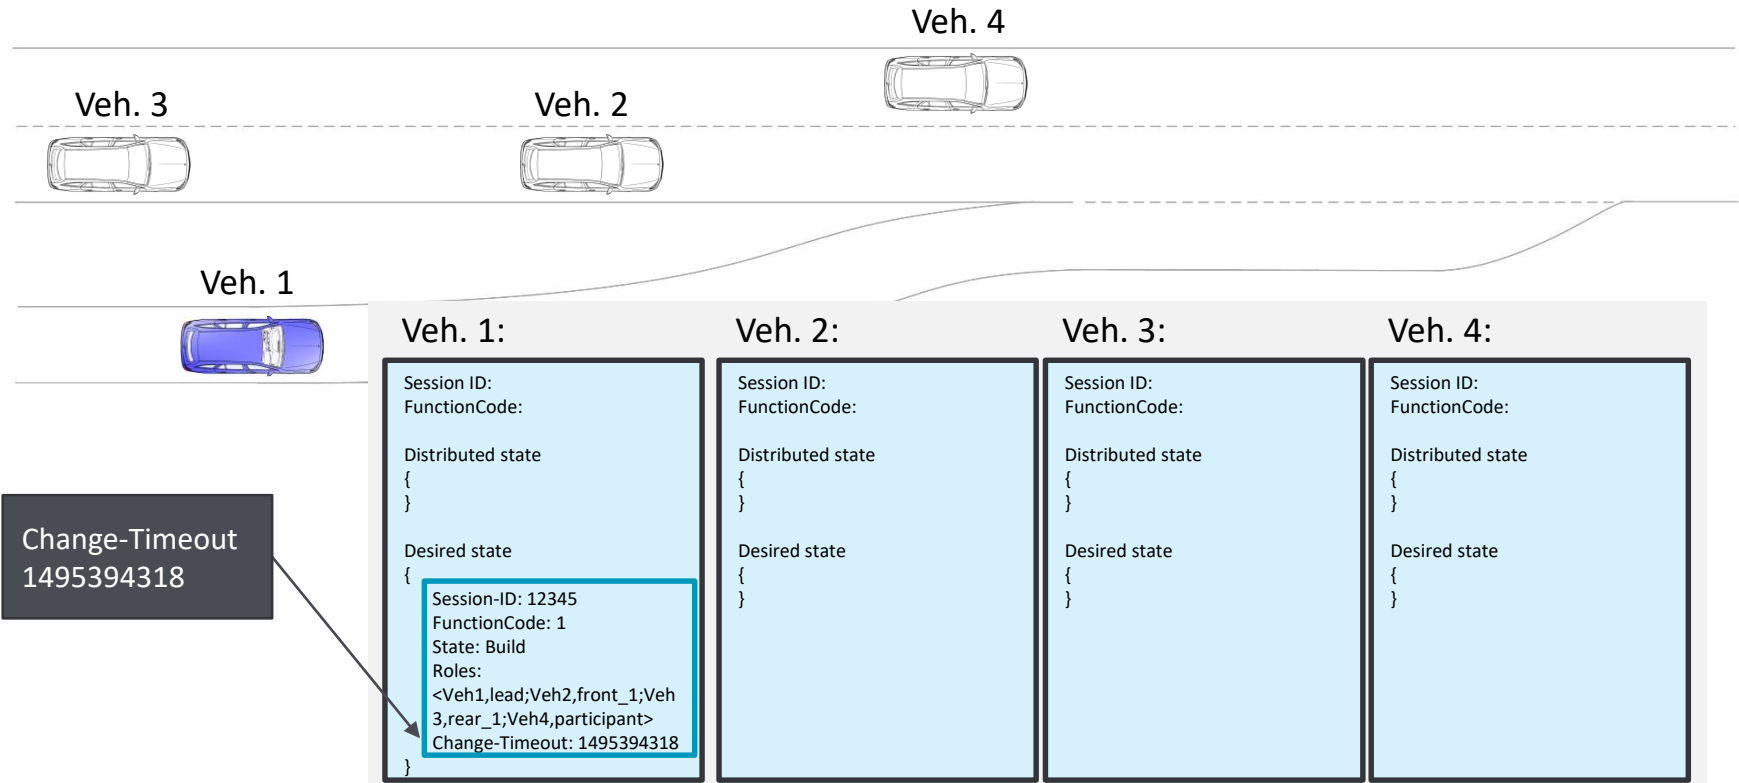 Veh. 4
Veh. 3
Veh. 2
Veh. 1
Change-Timeout
1495394318
Veh. 1:
Session ID:
FunctionCode:
Distributed state
{
}
Desired state
{
Session-ID: 12345
FunctionCode: 1
State: Build
Roles:
<Veh1,lead;Veh2,front_1;Veh
3,rear_1;Veh4,participant>
Change-Timeout: 1495394318
}
Veh. 2:
Session ID:
FunctionCode:
Distributed state
{
}
Desired state
{
}
Veh. 3:
Session ID:
FunctionCode:
Distributed state
{
}
Desired state
{
}
Veh. 4:
Session ID:
FunctionCode:
Distributed state
{
}
Desired state
{
}